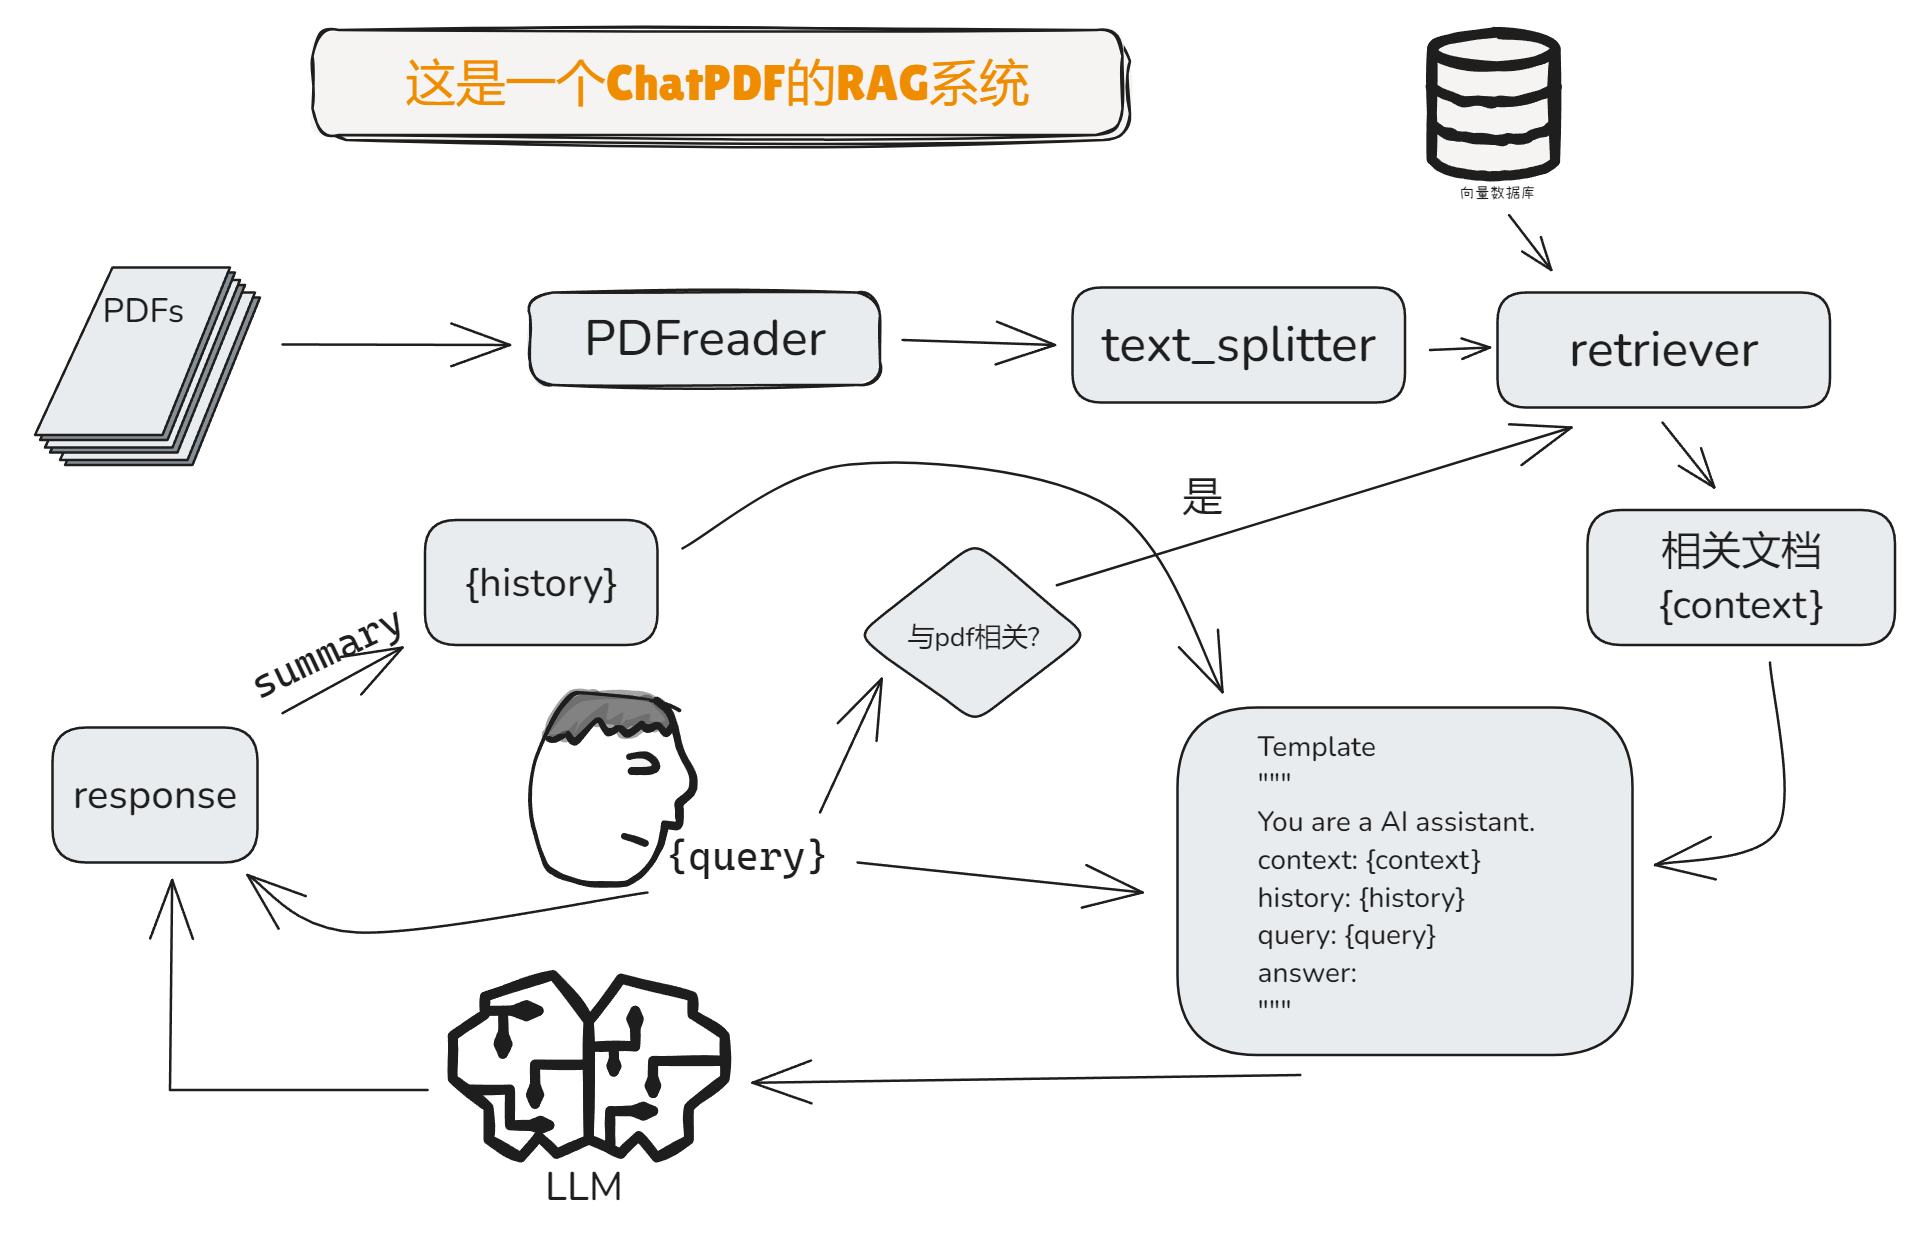 这是一个ChatPDF的RAG系统
向量数据库
PDFs
PDFreader
text_splitter
retriever
是
相关文档
{context}
{history}
与pdf相关?
summary
response
{query}
Template
"""
You are a AI assistant.
context: {context}
history: {history}
query: {query}
answer:
"""
LLM